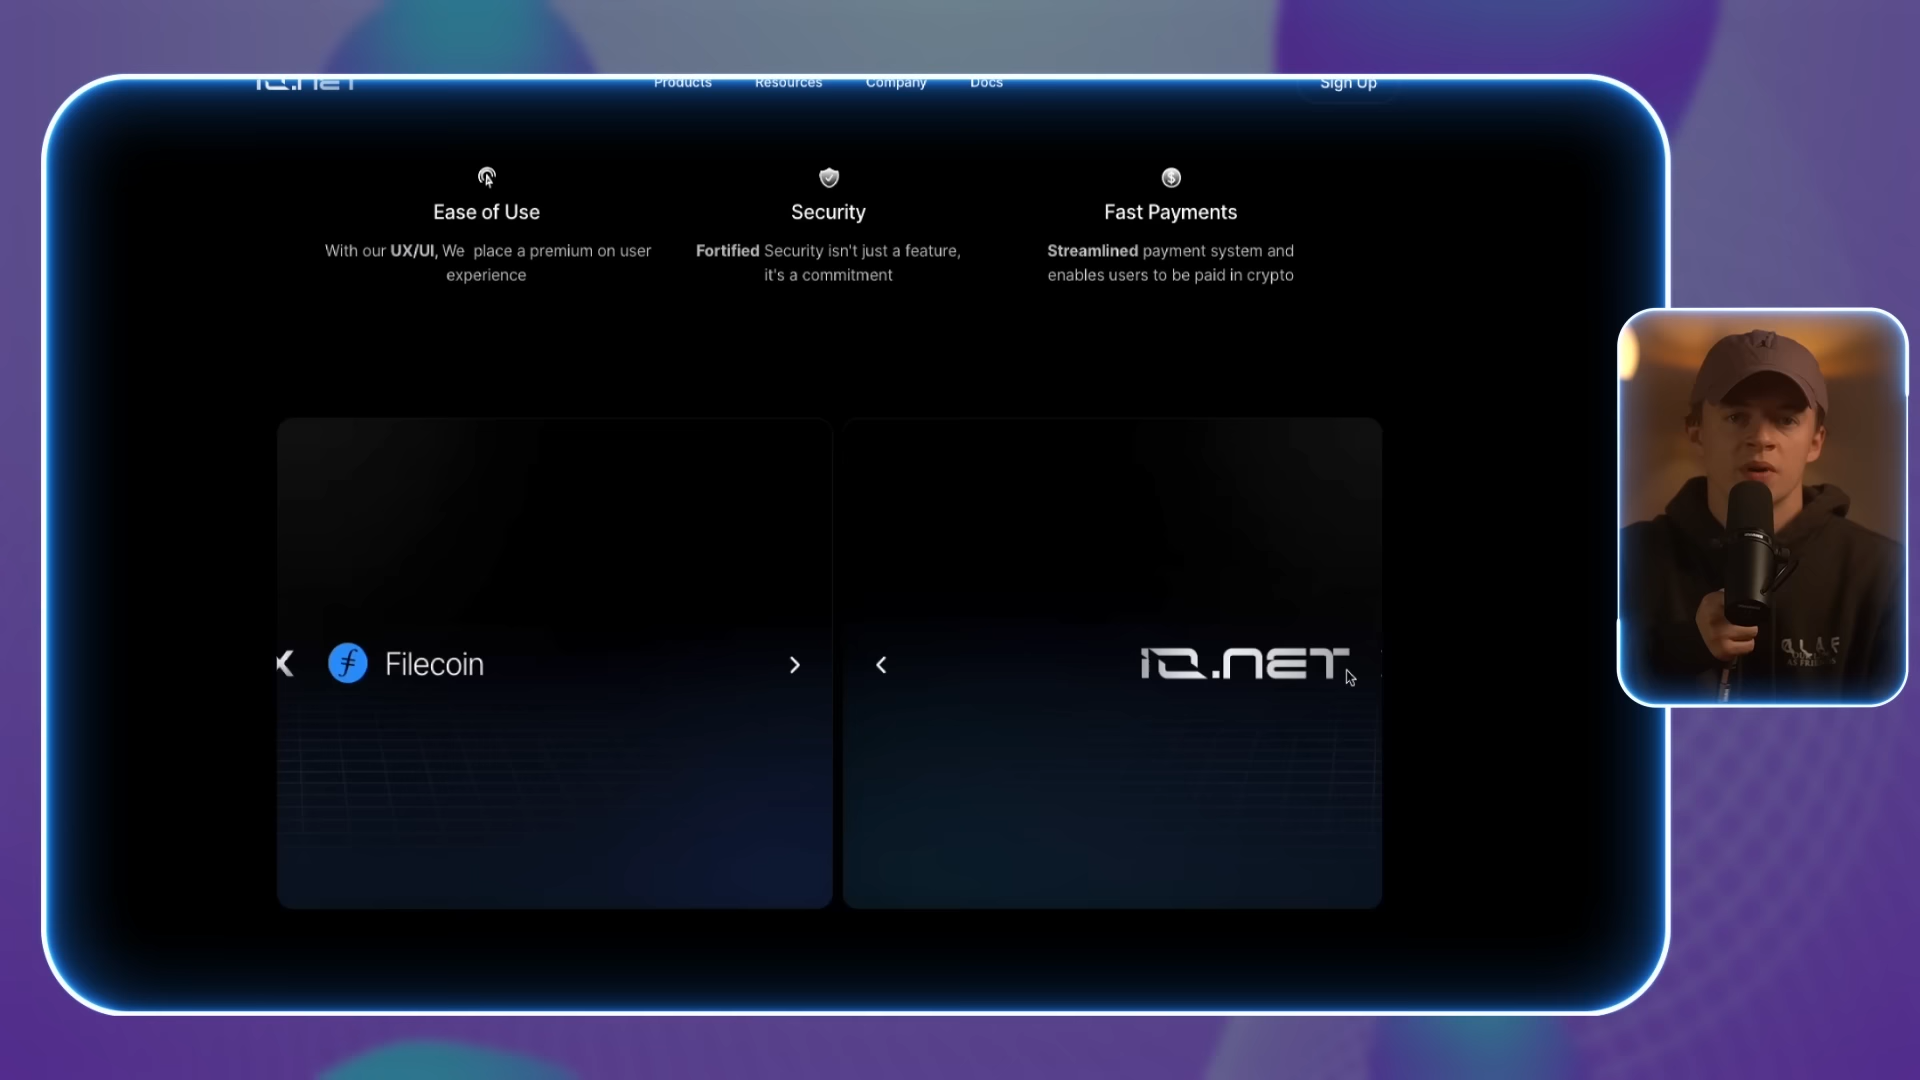 IO.NET
Products
Resources
Company
Docs
Sign Up
Ease of Use
With our UX/UI, We place a premium on user
experience
Security
Fortified Security isn't just a feature,
it's a commitment
Fast Payments
Streamlined payment system and
enables users to be paid in crypto
Filecoin
IO.NET